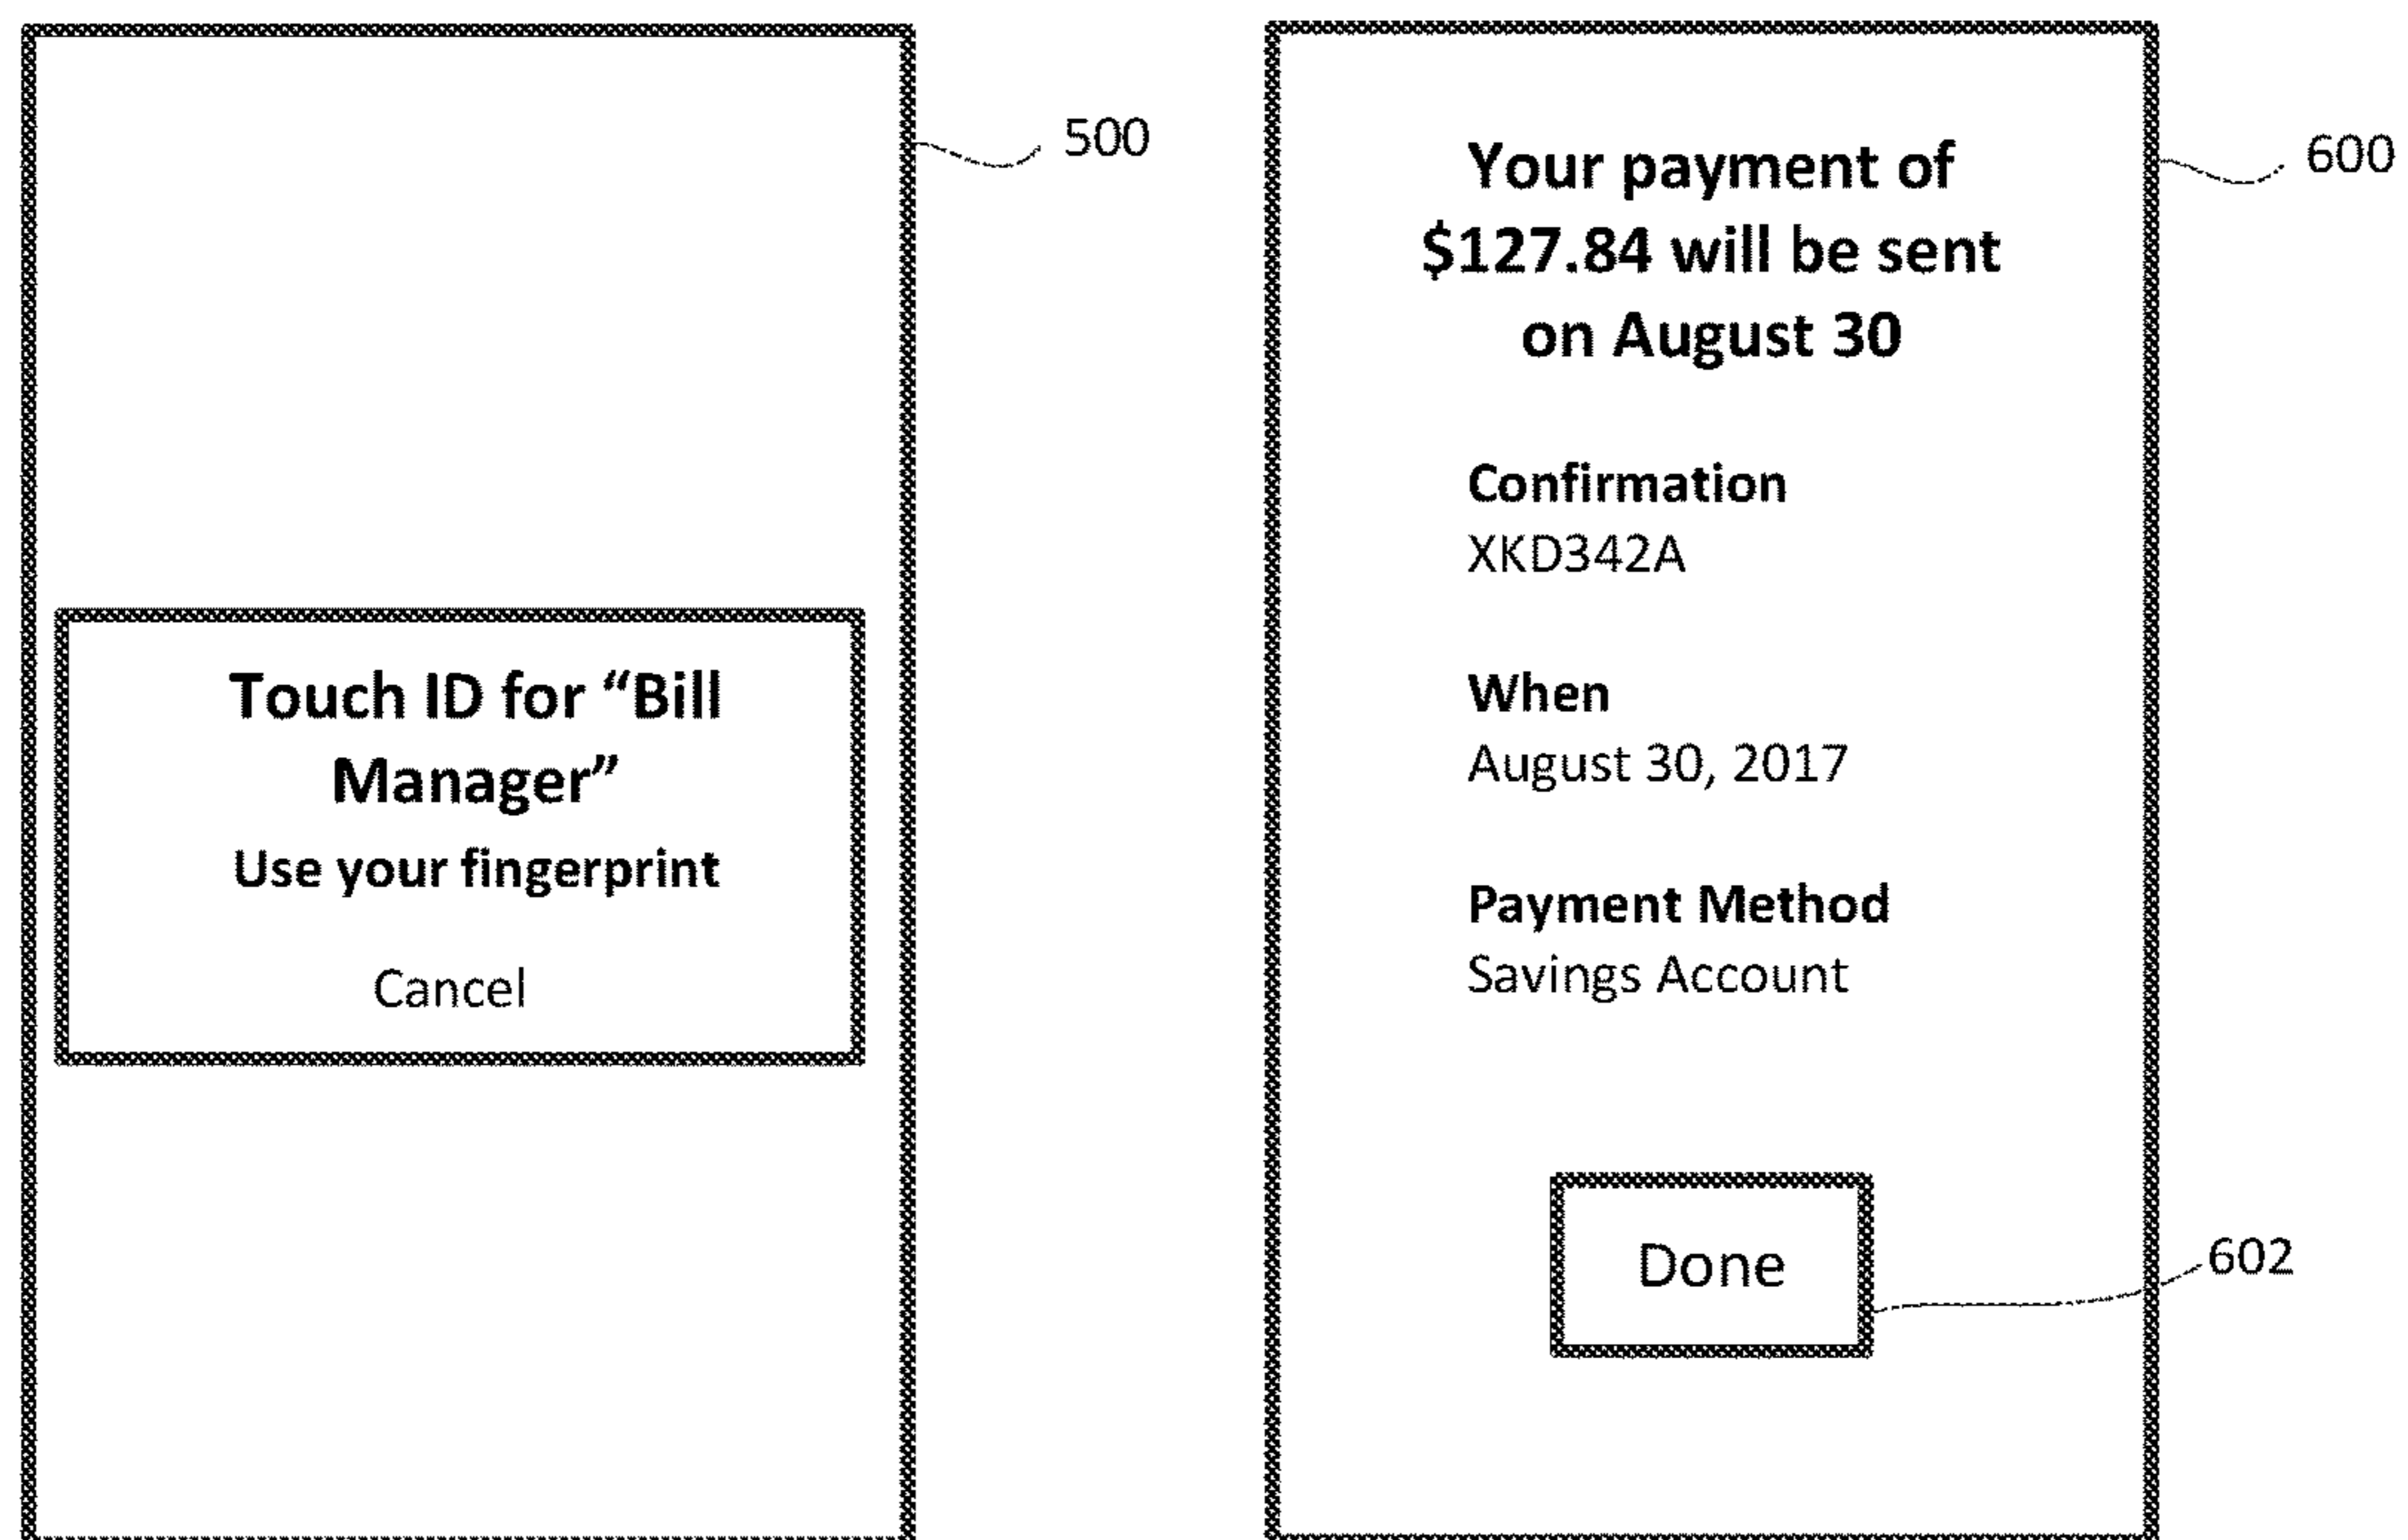 500
Touch ID for “Bill
Manager”
Use your fingerprint
Cancel
600
Your payment of
$127.84 will be sent
on August 30
Confirmation
XKD342A
When
August 30, 2017
Payment Method
Savings Account
Done
602